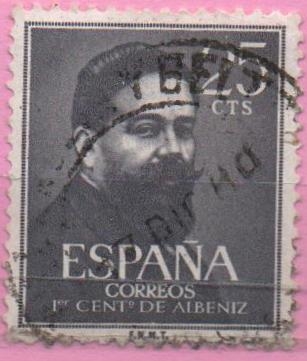 25
CTS
ESPAÑA
CORREOS
1er CENTº DE ALBENIZ
F.N.M.T.